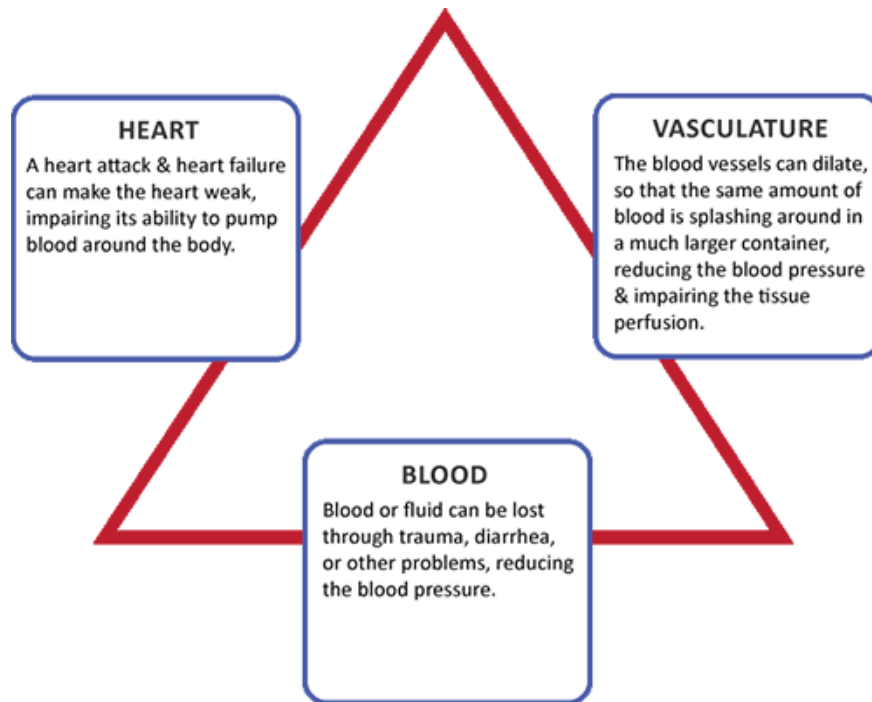 HEART
A heart attack & heart failure
can make the heart weak,
impairing its ability to pump
blood around the body.
VASCULATURE
The blood vessels can dilate,
so that the same amount of
blood is splashing around in
a much larger container,
reducing the blood pressure
& impairing the tissue
perfusion.
BLOOD
Blood or fluid can be lost
through trauma, diarrhea,
or other problems, reducing
the blood pressure.